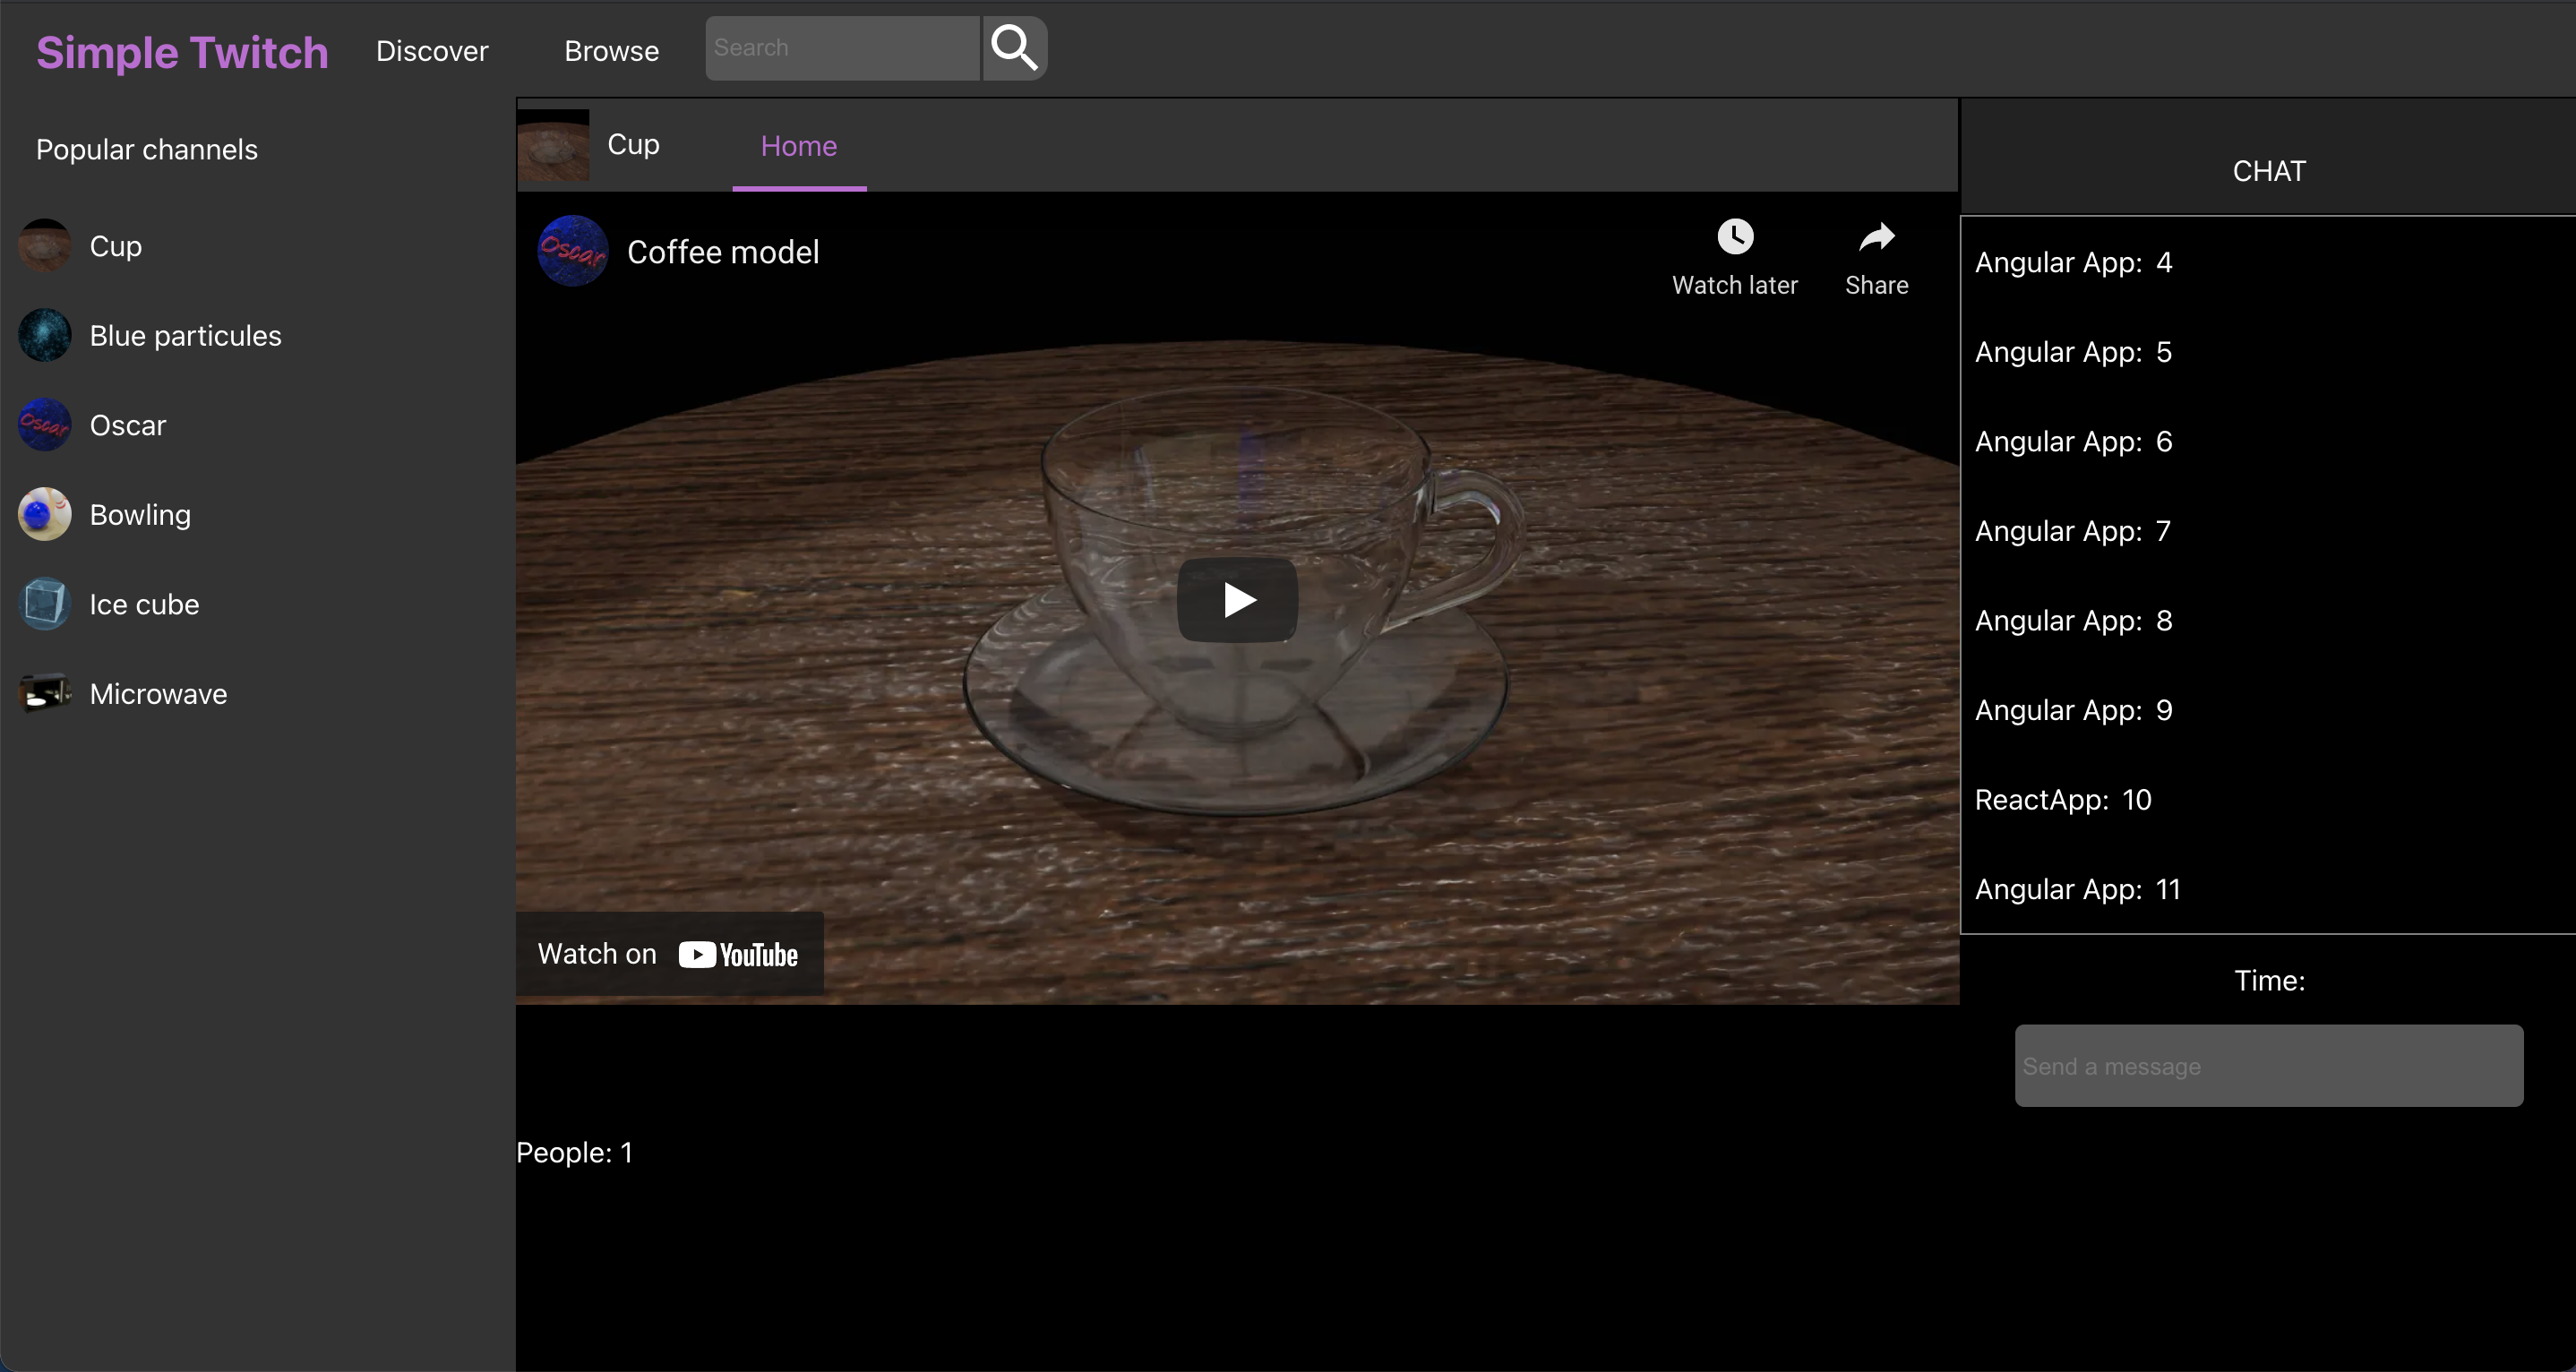 Simple Twitch
Discover
Browse
Search
Popular channels
Cup
Blue particules
Oscar
Bowling
Ice cube
Microwave
Cup
Home
Oscar
Coffee model
Watch later
Share
Watch on YouTube
People: 1
CHAT
Angular App: 4
Angular App: 5
Angular App: 6
Angular App: 7
Angular App: 8
Angular App: 9
ReactApp: 10
Angular App: 11
Time:
Send a message